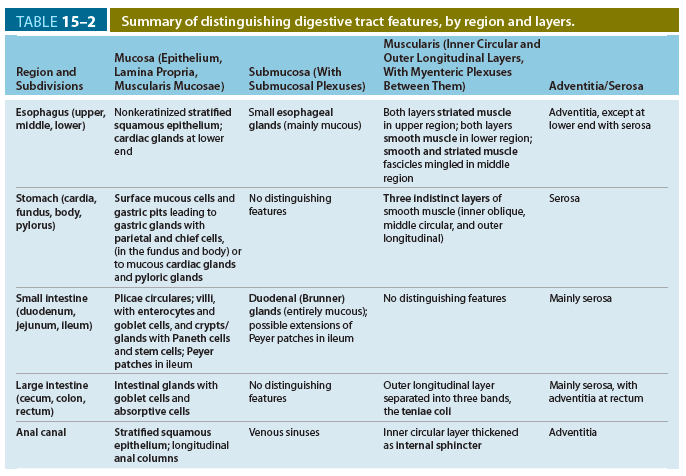 TABLE 15–2 Summary of distinguishing digestive tract features, by region and layers.
Region and
Subdivisions
Mucosa (Epithelium,
Lamina Propria,
Muscularis Mucosae)
Submucosa (With
Submucosal Plexuses)
Muscularis (Inner Circular and
Outer Longitudinal Layers,
With Myenteric Plexuses
Between Them)
Adventitia/Serosa
Esophagus (upper,
middle, lower)
Nonkeratinized stratified
squamous epithelium;
cardiac glands at lower
end
Small esophageal
glands (mainly mucous)
Both layers striated muscle
in upper region; both layers
smooth muscle in lower region;
smooth and striated muscle
fascicles mingled in middle
region
Adventitia, except at
lower end with serosa
Stomach (cardia,
fundus, body,
pylorus)
Surface mucous cells and
gastric pits leading to
gastric glands with
parietal and chief cells,
(in the fundus and body) or
to mucous cardiac glands
and pyloric glands
No distinguishing
features
Three indistinct layers of
smooth muscle (inner oblique,
middle circular, and outer
longitudinal)
Serosa
Small intestine
(duodenum,
jejunum, ileum)
Plicae circulares; villi,
with enterocytes and
goblet cells, and crypts/
glands with Paneth cells
and stem cells; Peyer
patches in ileum
Duodenal (Brunner)
glands (entirely mucous);
possible extensions of
Peyer patches in ileum
No distinguishing features
Mainly serosa
Large intestine
(cecum, colon,
rectum)
Intestinal glands with
goblet cells and
absorptive cells
No distinguishing
features
Outer longitudinal layer
separated into three bands,
the teniae coli
Mainly serosa, with
adventitia at rectum
Anal canal
Stratified squamous
epithelium; longitudinal
anal columns
Venous sinuses
Inner circular layer thickened
as internal sphincter
Adventitia